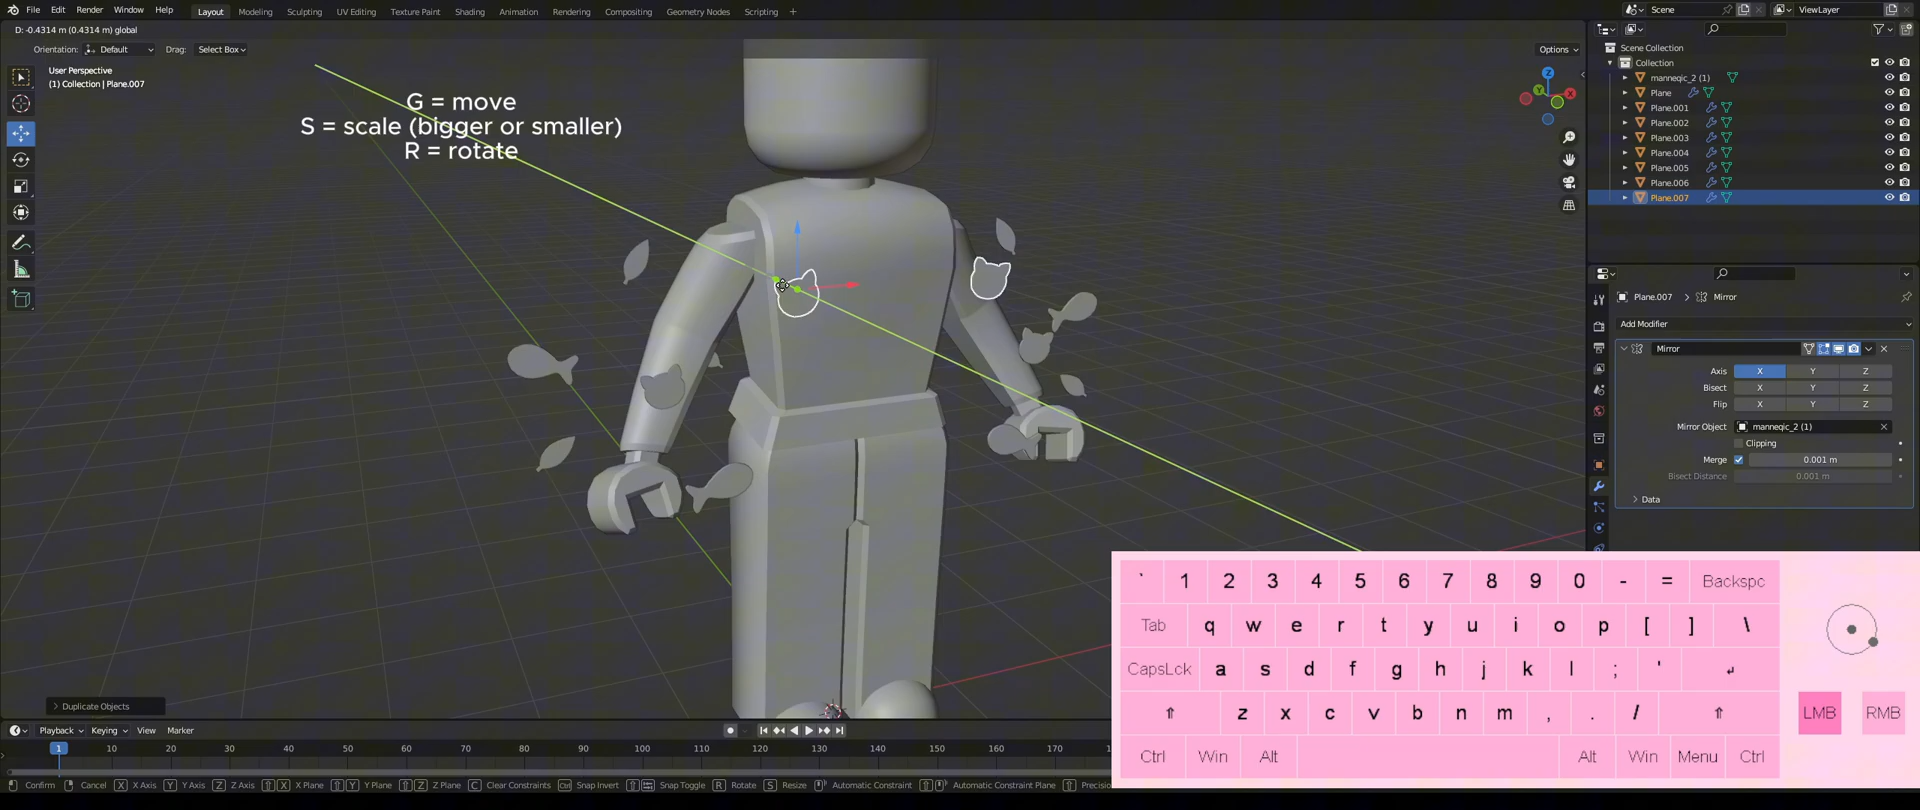 File Edit Render Window Help Layout Modeling Sculpting UV Editing Texture Paint Shading Animation Rendering Compositing Geometry Nodes Scripting + Scene ViewLayer
D: -0.4314 m (0.4314 m) global
Orientation: Default Drag: Select Box Options
User Perspective
(1) Collection | Plane.007
G = move
S = scale (bigger or smaller)
R = rotate
Z
Y
X
Scene Collection
Collection
manneqic_2 (1)
Plane
Plane.001
Plane.002
Plane.003
Plane.004
Plane.005
Plane.006
Plane.007
Plane.007 > Mirror
Add Modifier
Mirror
Axis X Y Z
Bisect X Y Z
Flip X Y Z
Mirror Object manneqic_2 (1)
Clipping
Merge 0.001 m
Bisect Distance 0.001 m
Data
Duplicate Objects
Playback Keying View Marker
1 10 20 30 40 50 60 70 80 90 100 110 120 130 140 150 160 170
Confirm Cancel X X Axis Y Y Axis Z Z Axis X X Plane Y Y Plane Z Z Plane C Clear Constraints Ctrl Snap Invert Snap Toggle R Rotate S Resize Automatic Constraint Automatic Constraint Plane Precision
` 1 2 3 4 5 6 7 8 9 0 - = Backspc
Tab q w e r t y u i o p [ ] \
CapsLck a s d f g h j k l ; ' ↵
⇧ z x c v b n m , . / ⇧
Ctrl Win Alt Alt Win Menu Ctrl
LMB RMB